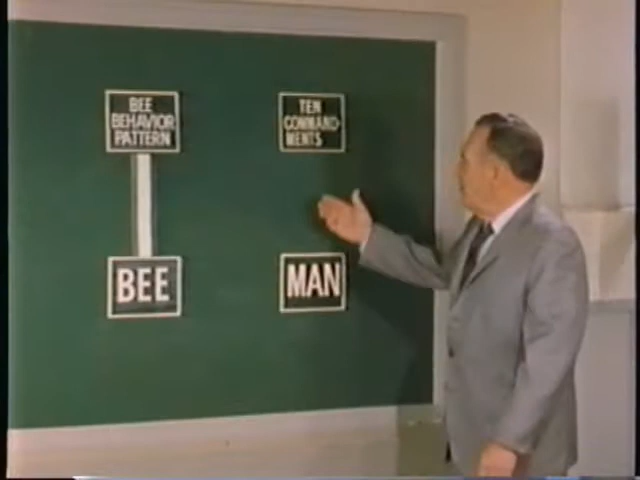 BEE
BEHAVIOR
PATTERN
TEN
COMMAND-
MENTS
BEE
MAN